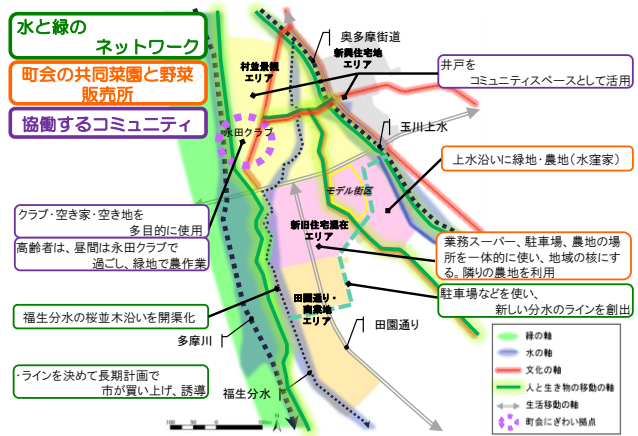 水と緑の
ネットワーク
町会の共同菜園と野菜
販売所
協働するコミュニティ
奥多摩街道
新興住宅地
エリア
村並景観
エリア
井戸を
コミュニティスペースとして活用
永田クラブ
玉川上水
上水沿いに緑地・農地(水窪家)
モデル街区
クラブ・空き家・空き地を
多目的に使用
高齢者は、昼間は永田クラブで
過ごし、緑地で農作業
新旧住宅混在
エリア
業務スーパー、駐車場、農地の場
所を一体的に使い、地域の核にす
る。隣りの農地を利用
駐車場などを使い、
新しい分水のラインを創出
田園通り・
商業地
エリア
福生分水の桜並木沿いを開渠化
多摩川
田園通り
・ラインを決めて長期計画で
市が買い上げ、誘導
福生分水
緑の軸
水の軸
文化の軸
人と生き物の移動の軸
生活移動の軸
町会にぎわい拠点
100 50 0 100m
N